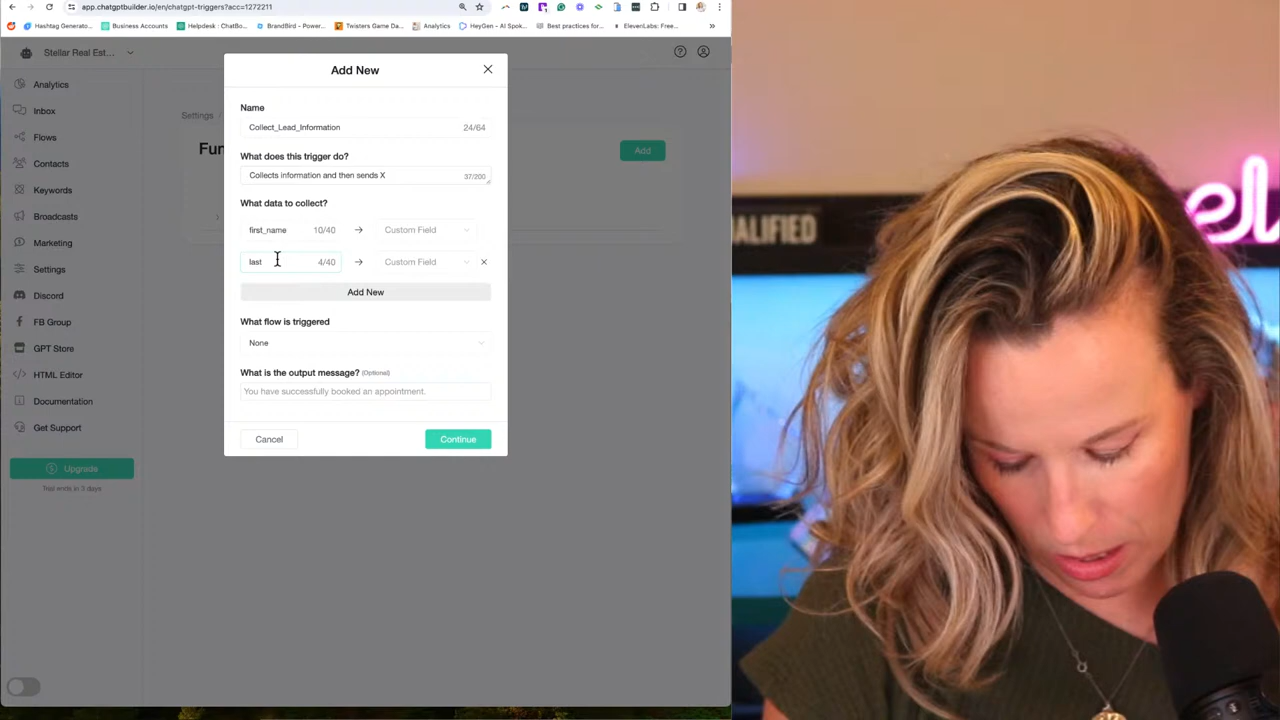 app.chatgptbuilder.io/en/chatgpt-triggers?acc=1272211
Hashtag Generato...
Business Accounts
Helpdesk : ChatBo...
BrandBird - Power...
Twisters Game Da...
Analytics
HeyGen - AI Spok...
Best practices for...
ElevenLabs: Free...
»
Stellar Real Est...
Analytics
Inbox
Flows
Contacts
Keywords
Broadcasts
Marketing
Settings
Discord
FB Group
GPT Store
HTML Editor
Documentation
Get Support
Upgrade
Trial ends in 3 days
Settings /
Fun
Add
Add New
Name
Collect_Lead_Information 24/64
What does this trigger do?
Collects information and then sends X 37/200
What data to collect?
first_name 10/40 → Custom Field
last 4/40 → Custom Field
Add New
What flow is triggered
None
What is the output message? (Optional)
You have successfully booked an appointment.
Cancel
Continue
ALIFIED